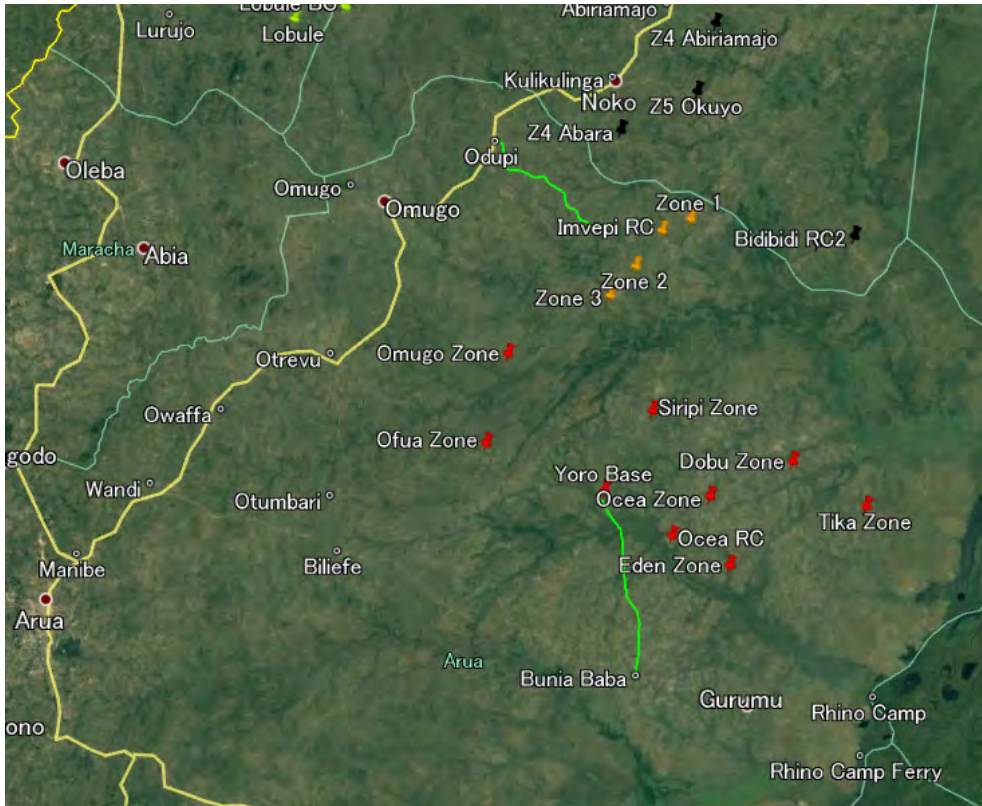 Lobule BC
Abiriamajo
Lurujo
Lobule
Z4 Abiriamajo
Kulikulinga
Noko
Z5 Okuyo
Z4 Abara
Odupi
Oleba
Omugo
Omugo
Zone 1
Imvepi RC
Bidibidi RC2
Maracha
Abia
Zone 2
Zone 3
Otrevu
Omugo Zone
Owaffa
Siripi Zone
Ofua Zone
godo
Dobu Zone
Yoro Base
Wandi
Otumbari
Ocea Zone
Tika Zone
Ocea RC
Manibe
Biliefe
Eden Zone
Arua
Arua
Bunia Baba
Gurumu
Rhino Camp
ono
Rhino Camp Ferry